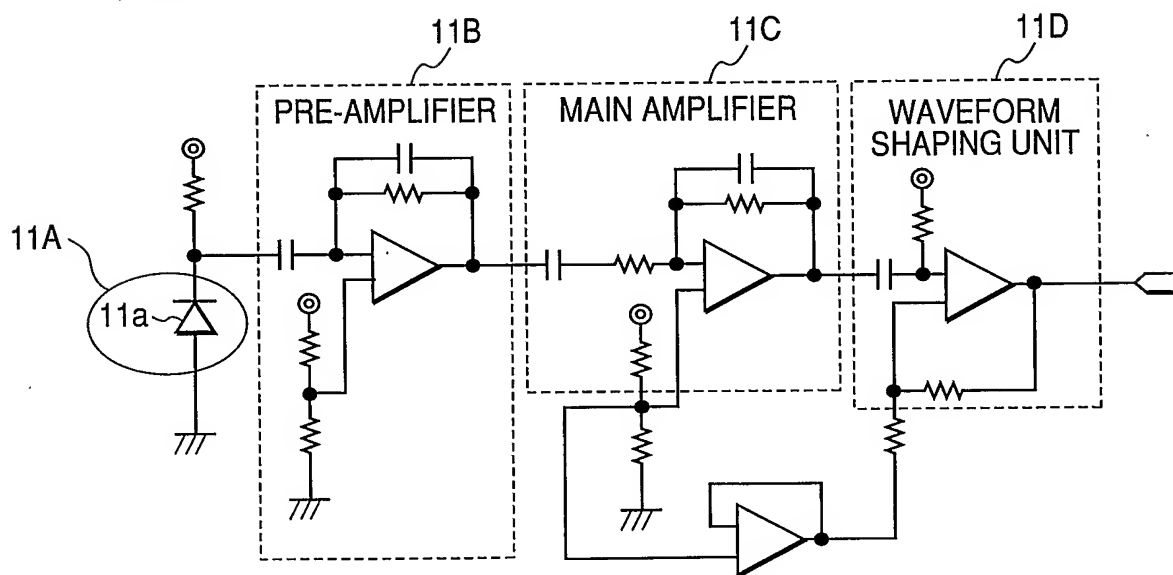 11B
11C
11D
PRE-AMPLIFIER
MAIN AMPLIFIER
WAVEFORM
SHAPING UNIT
11A
11a